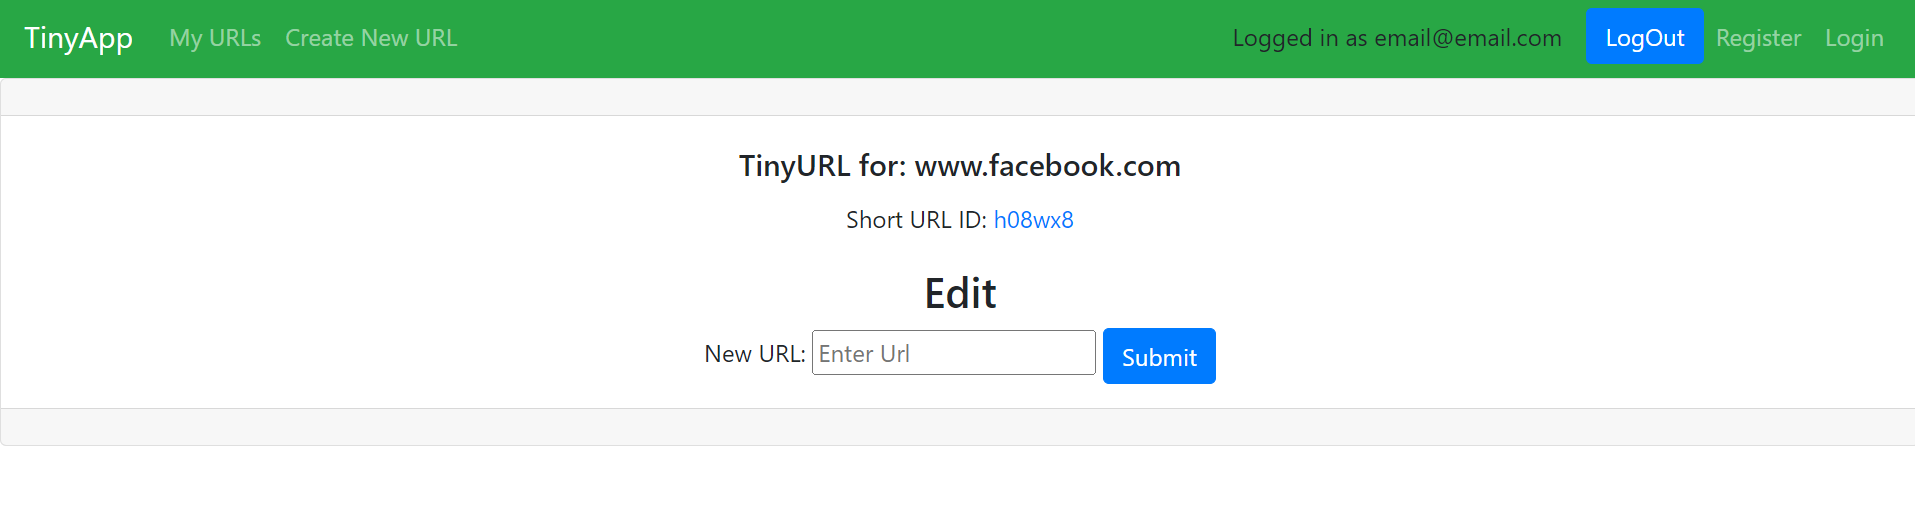 TinyApp My URLs Create New URL Logged in as email@email.com LogOut Register Login
TinyURL for: www.facebook.com
Short URL ID: h08wx8
Edit
New URL: Enter Url Submit